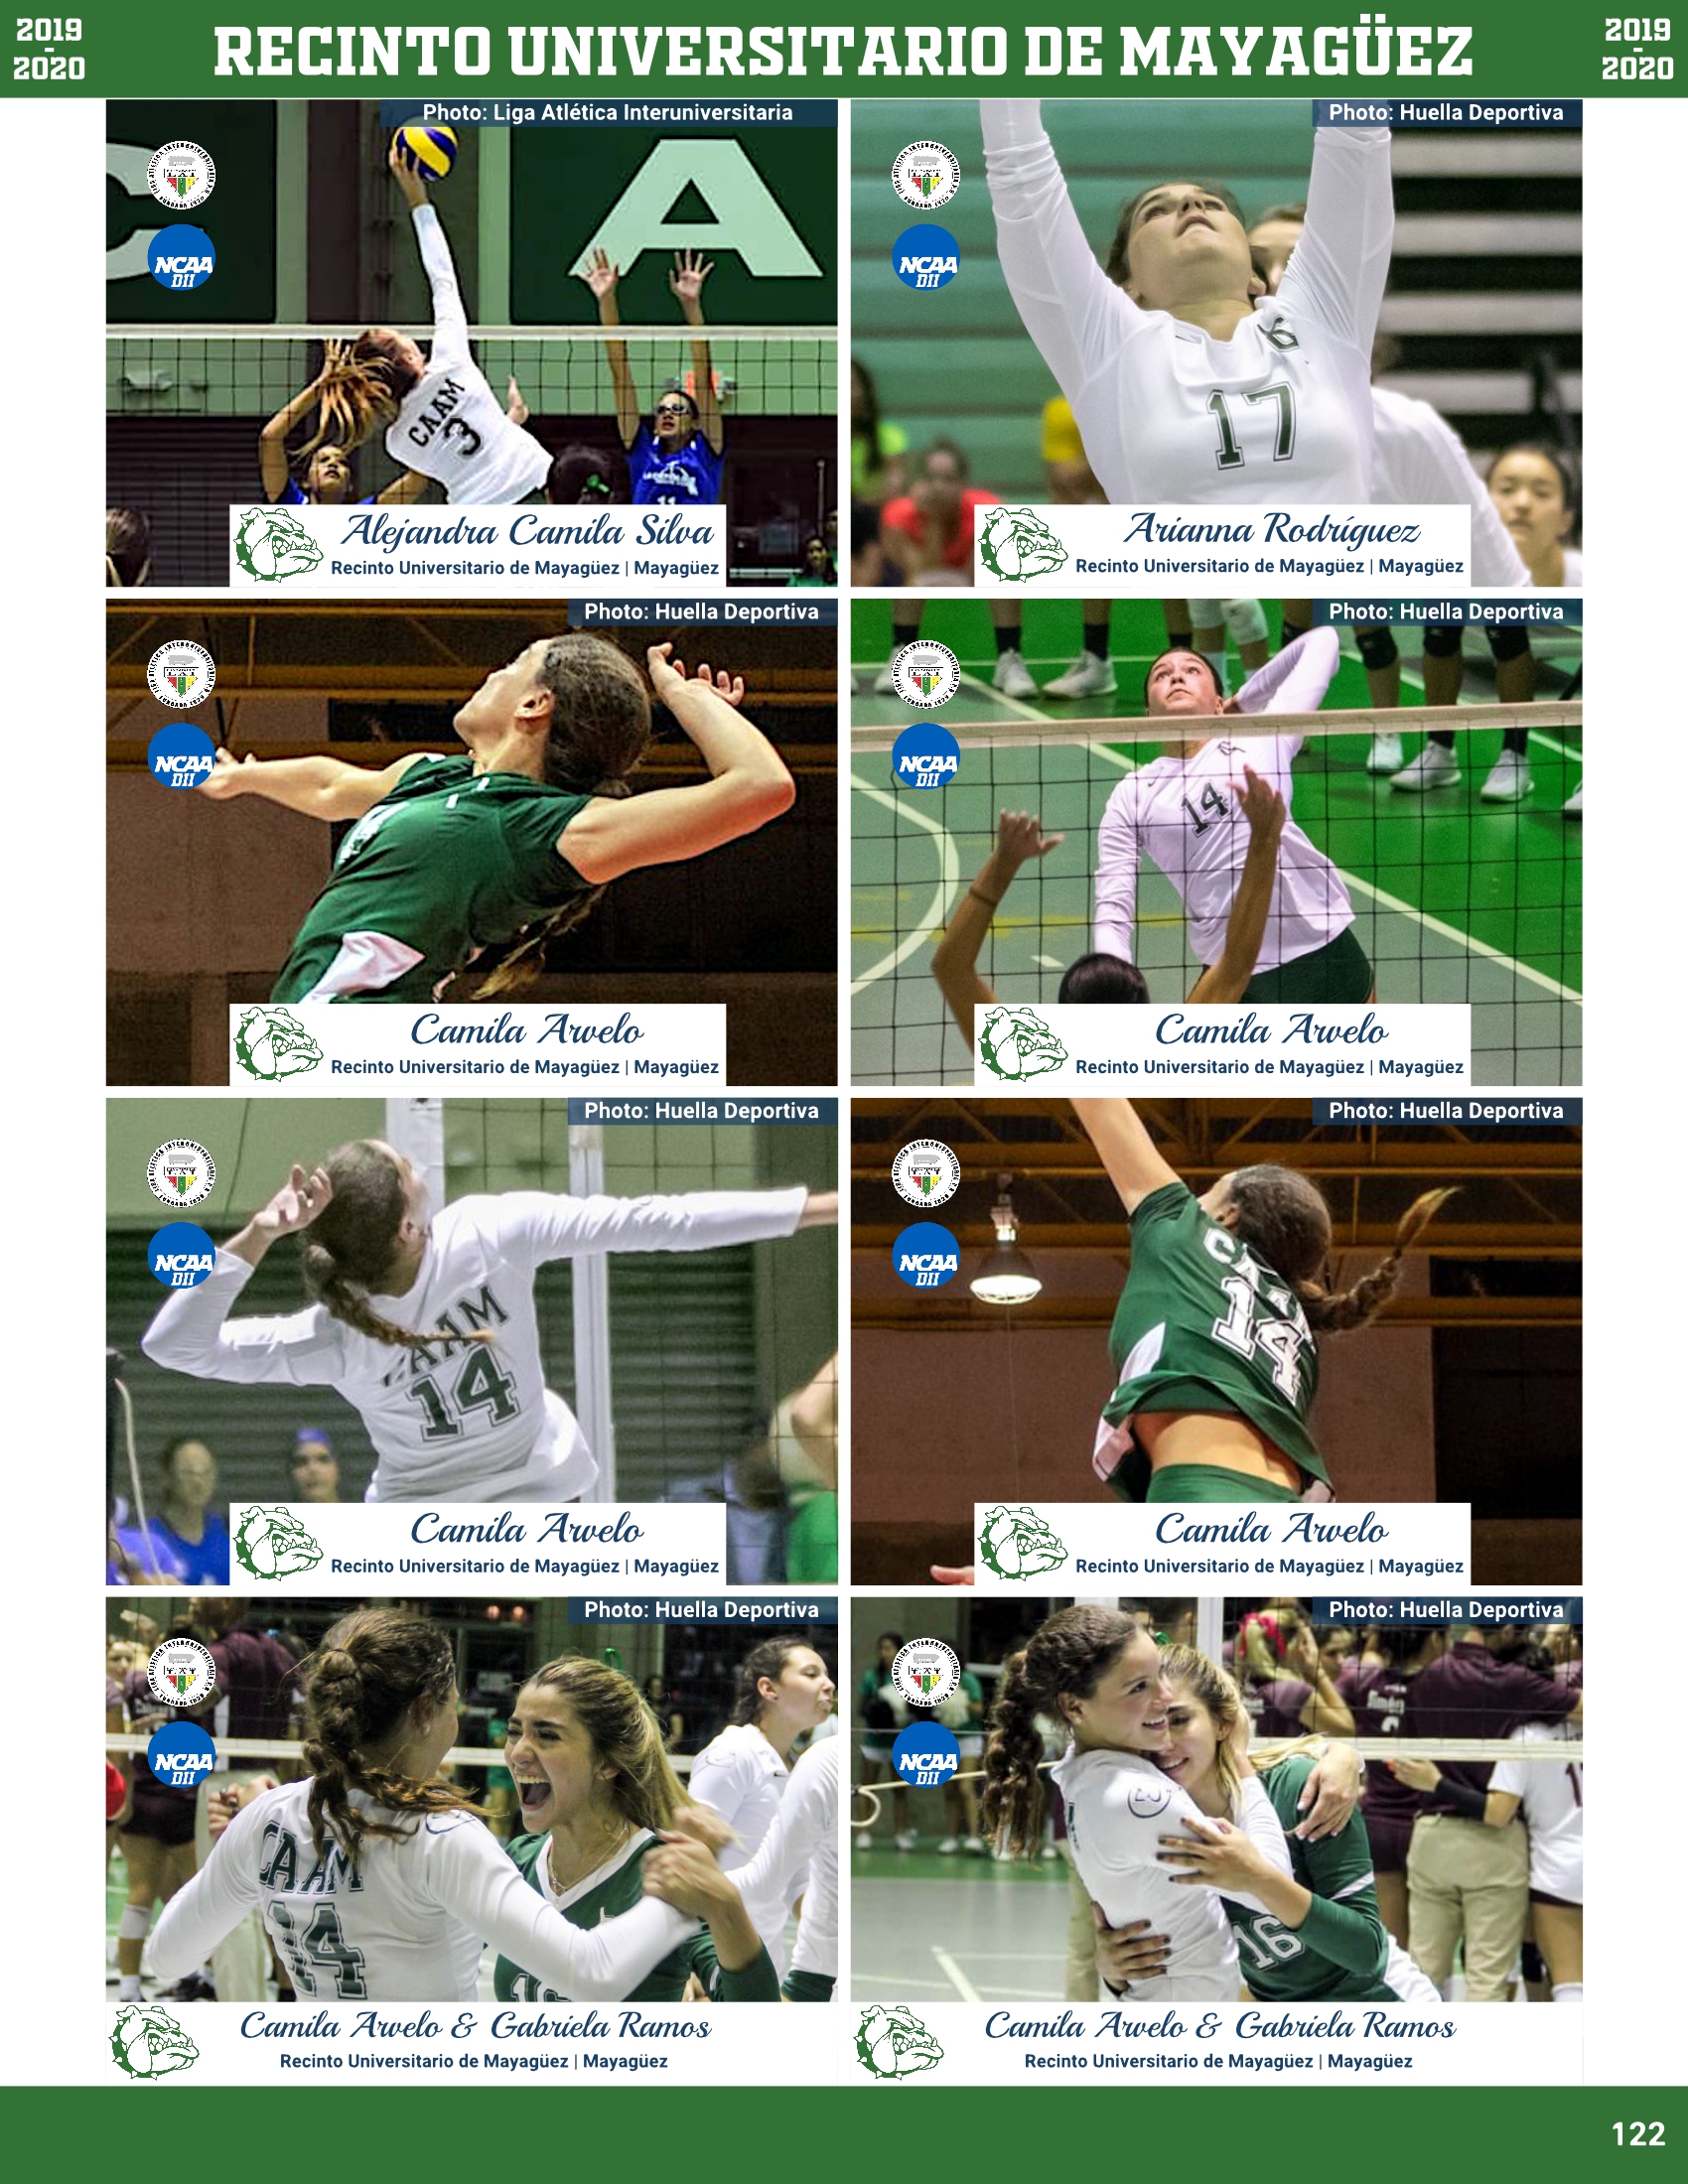 2019
-
2020
RECINTO UNIVERSITARIO DE MAYAGÜEZ
2019
-
2020
Photo: Liga Atlética Interuniversitaria
NCAA
DII
C
A
CAAM
3
11
Alejandra Camila Silva
Recinto Universitario de Mayagüez | Mayagüez
Photo: Huella Deportiva
NCAA
DII
17
Arianna Rodríguez
Recinto Universitario de Mayagüez | Mayagüez
Photo: Huella Deportiva
NCAA
DII
Camila Arvelo
Recinto Universitario de Mayagüez | Mayagüez
Photo: Huella Deportiva
NCAA
DII
14
Camila Arvelo
Recinto Universitario de Mayagüez | Mayagüez
Photo: Huella Deportiva
NCAA
DII
CAAM
14
Camila Arvelo
Recinto Universitario de Mayagüez | Mayagüez
Photo: Huella Deportiva
NCAA
DII
14
Camila Arvelo
Recinto Universitario de Mayagüez | Mayagüez
Photo: Huella Deportiva
NCAA
DII
CAAM
14
Camila Arvelo & Gabriela Ramos
Recinto Universitario de Mayagüez | Mayagüez
Photo: Huella Deportiva
NCAA
DII
16
Camila Arvelo & Gabriela Ramos
Recinto Universitario de Mayagüez | Mayagüez
122